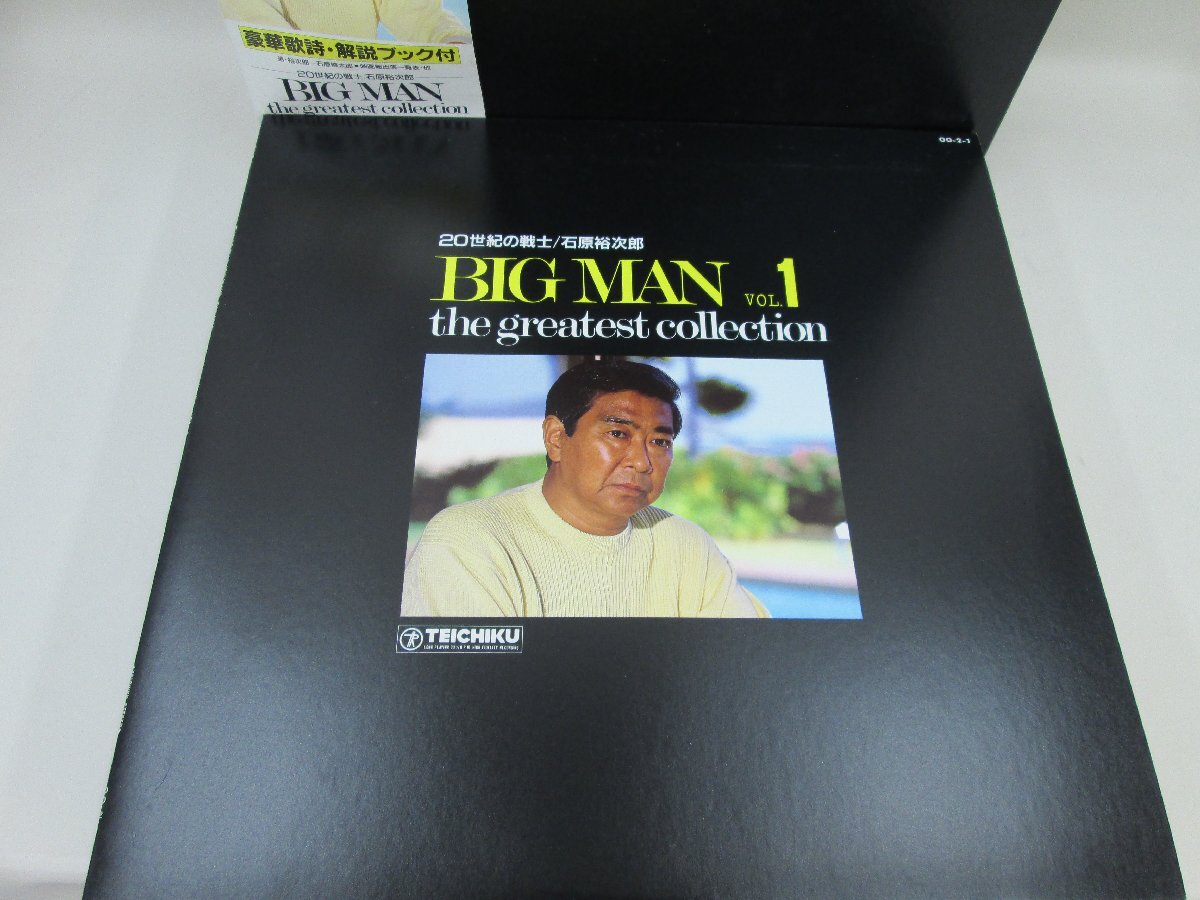 豪華歌詩・解説ブック付
20世紀の戦士/石原裕次郎
BIG MAN
the greatest collection
OO-2-1
20世紀の戦士/石原裕次郎
BIG MAN VOL.1
the greatest collection
TEICHIKU